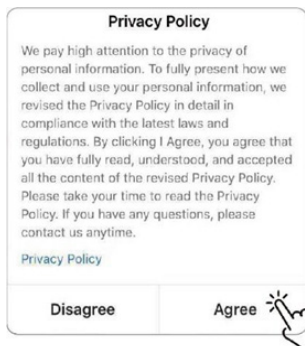 Privacy Policy
We pay high attention to the privacy of
personal information. To fully present how we
collect and use your personal information, we
revised the Privacy Policy in detail in
compliance with the latest laws and
regulations. By clicking I Agree, you agree that
you have fully read, understood, and accepted
all the content of the revised Privacy Policy.
Please take your time to read the Privacy
Policy. If you have any questions, please
contact us anytime.
Privacy Policy
Disagree Agree